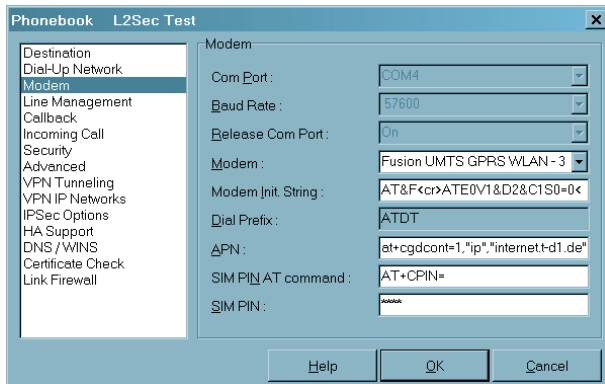 Phonebook L2Sec Test
Destination
Dial-Up Network
Modem
Line Management
Callback
Incoming Call
Security
Advanced
VPN Tunneling
VPN IP Networks
IPSec Options
HA Support
DNS / WINS
Certificate Check
Link Firewall
Modem
Com Port : COM4
Baud Rate : 57600
Release Com Port : On
Modem : Fusion UMTS GPRS WLAN - 3
Modem Init. String : AT&F<cr>ATE0V1&D2&C1S0=0<
Dial Prefix : ATDT
APN : at+cgdcont=1,"ip","internet.t-d1.de"
SIM PIN AT command : AT+CPIN=
SIM PIN : ****
Help OK Cancel